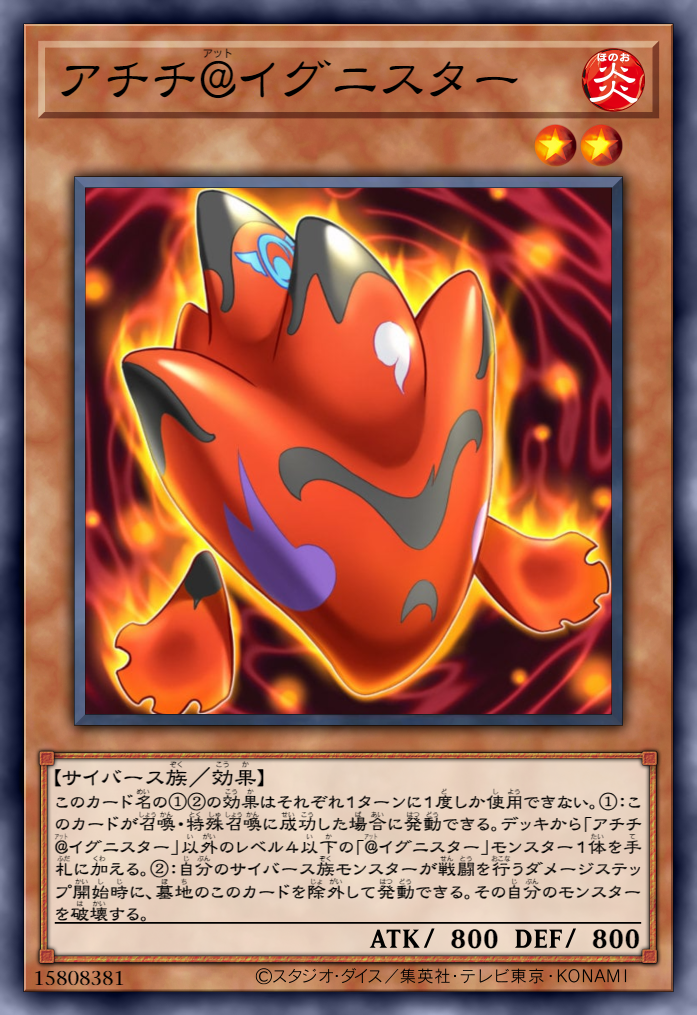 アチチ@イグニスター
炎
【サイバース族／効果】
このカード名の①②の効果はそれぞれ1ターンに1度しか使用できない。①：こ
のカードが召喚・特殊召喚に成功した場合に発動できる。デッキから「アチチ
@イグニスター」以外のレベル4以下の「@イグニスター」モンスター1体を手
札に加える。②：自分のサイバース族モンスターが戦闘を行うダメージステッ
プ開始時に、墓地のこのカードを除外して発動できる。その自分のモンスター
を破壊する。
ATK/ 800 DEF/ 800
15808381 ©スタジオ・ダイス／集英社・テレビ東京・KONAMI